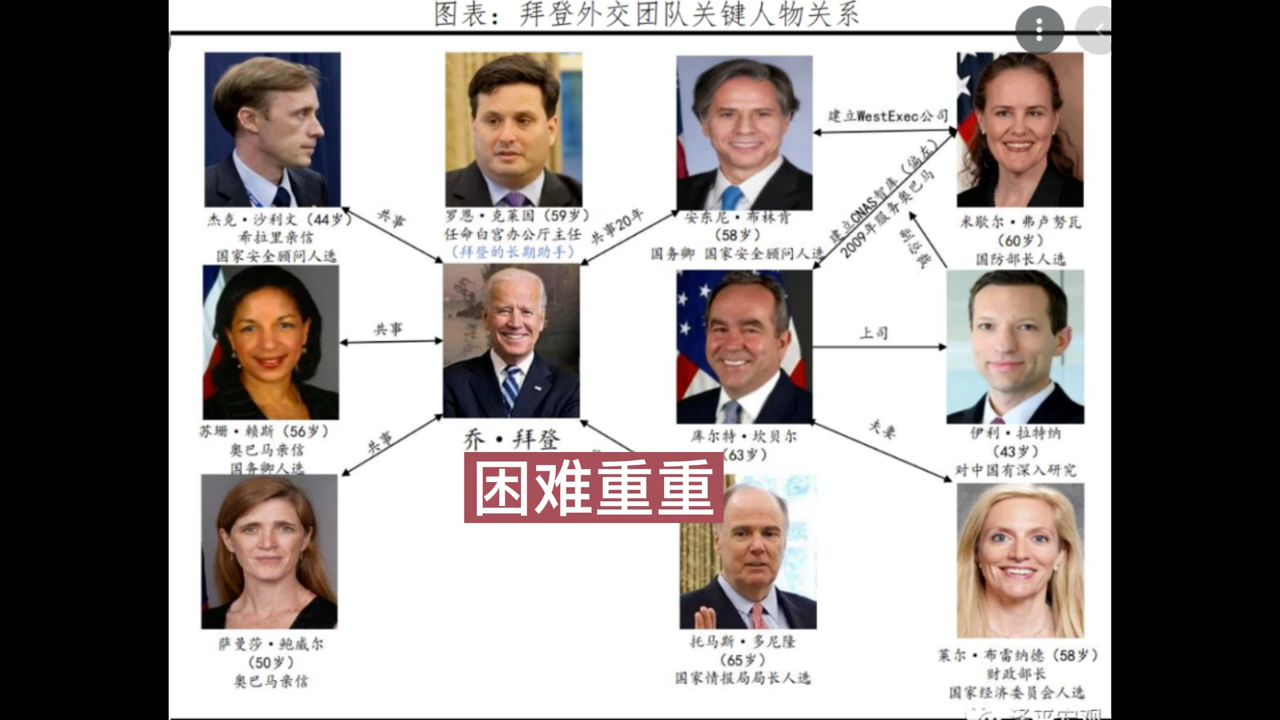 图表：拜登外交团队关键人物关系
建立WestExec公司
建立CNAS智库（偏左）
2009年服务奥巴马
共事
共事20年
杰克·沙利文（44岁）
希拉里亲信
国家安全顾问人选
罗恩·克莱因（59岁）
任命白宫办公厅主任
（拜登的长期助手）
安东尼·布林肯
（58岁）
国务卿 国家安全顾问人选
米歇尔·弗卢努瓦
（60岁）
国防部长人选
共事
上司
苏珊·赖斯（56岁）
奥巴马亲信
国务卿人选
共事
乔·拜登
库尔特·坎贝尔
（63岁）
夫妻
伊利·拉特纳
（43岁）
对中国有深入研究
困难重重
萨曼莎·鲍威尔
（50岁）
奥巴马亲信
托马斯·多尼隆
（65岁）
国家情报局局长人选
莱尔·布雷纳德（58岁）
财政部长
国家经济委员会人选